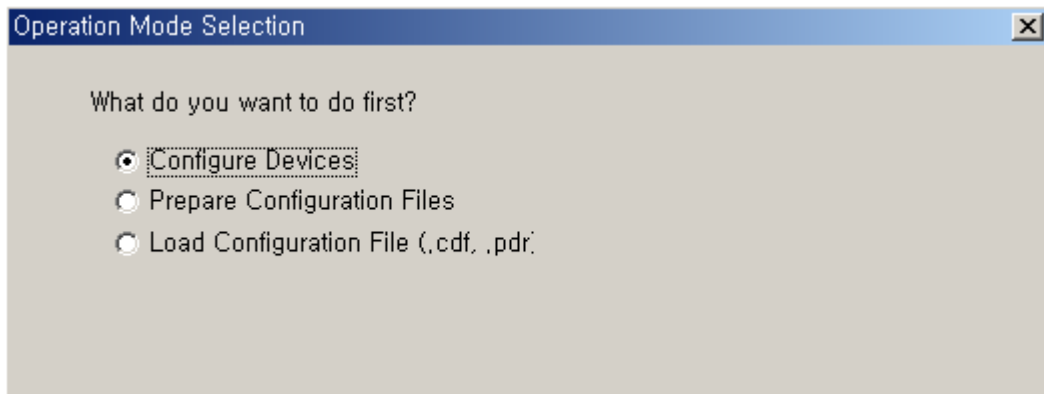 Operation Mode Selection
What do you want to do first?
Configure Devices
Prepare Configuration Files
Load Configuration File (.cdf, .pdr)